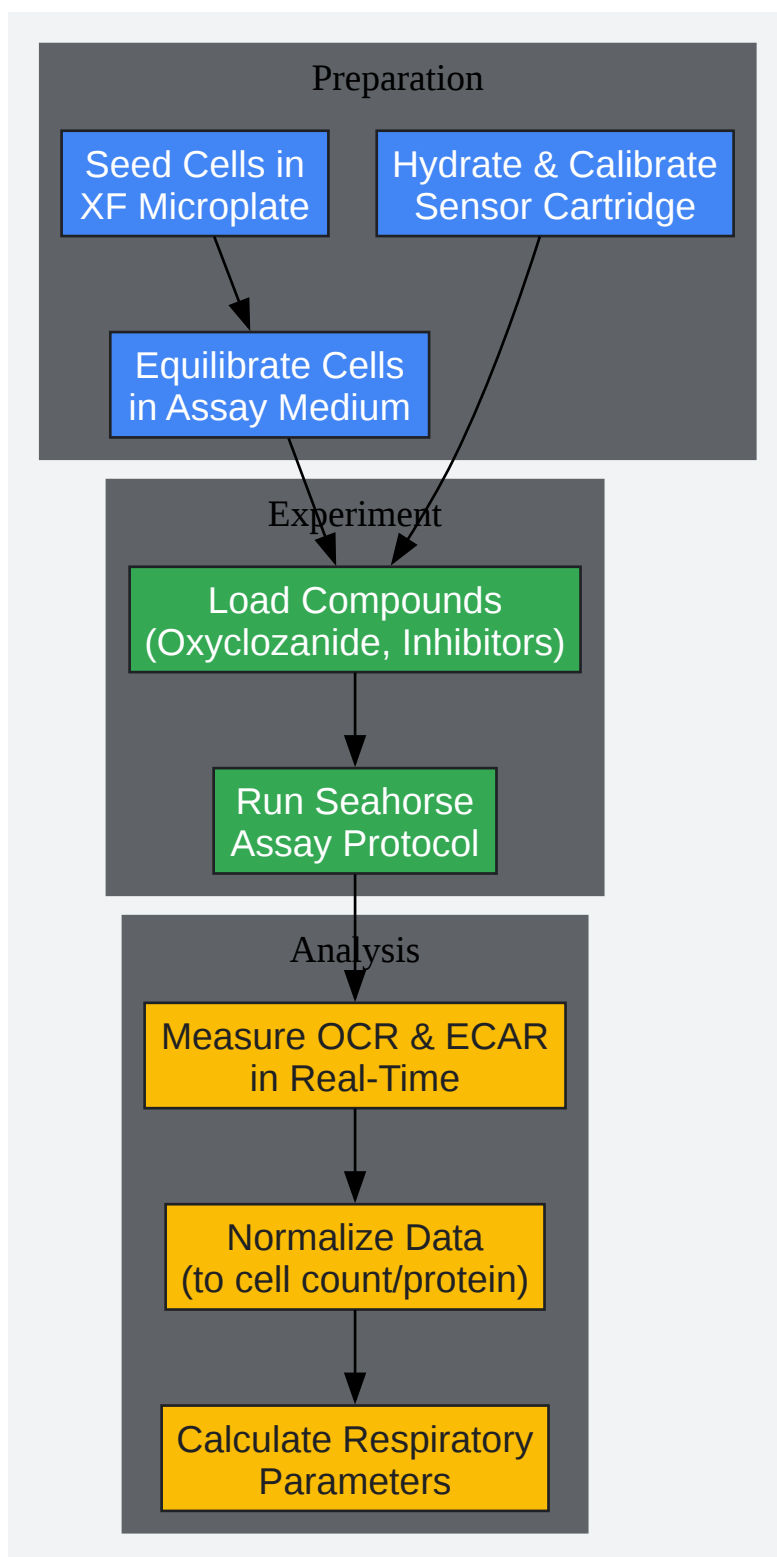 Preparation
Seed Cells in
XF Microplate
Hydrate & Calibrate
Sensor Cartridge
Equilibrate Cells
in Assay Medium
Experiment
Load Compounds
(Oxyclozanide, Inhibitors)
Run Seahorse
Assay Protocol
Analysis
Measure OCR & ECAR
in Real-Time
Normalize Data
(to cell count/protein)
Calculate Respiratory
Parameters